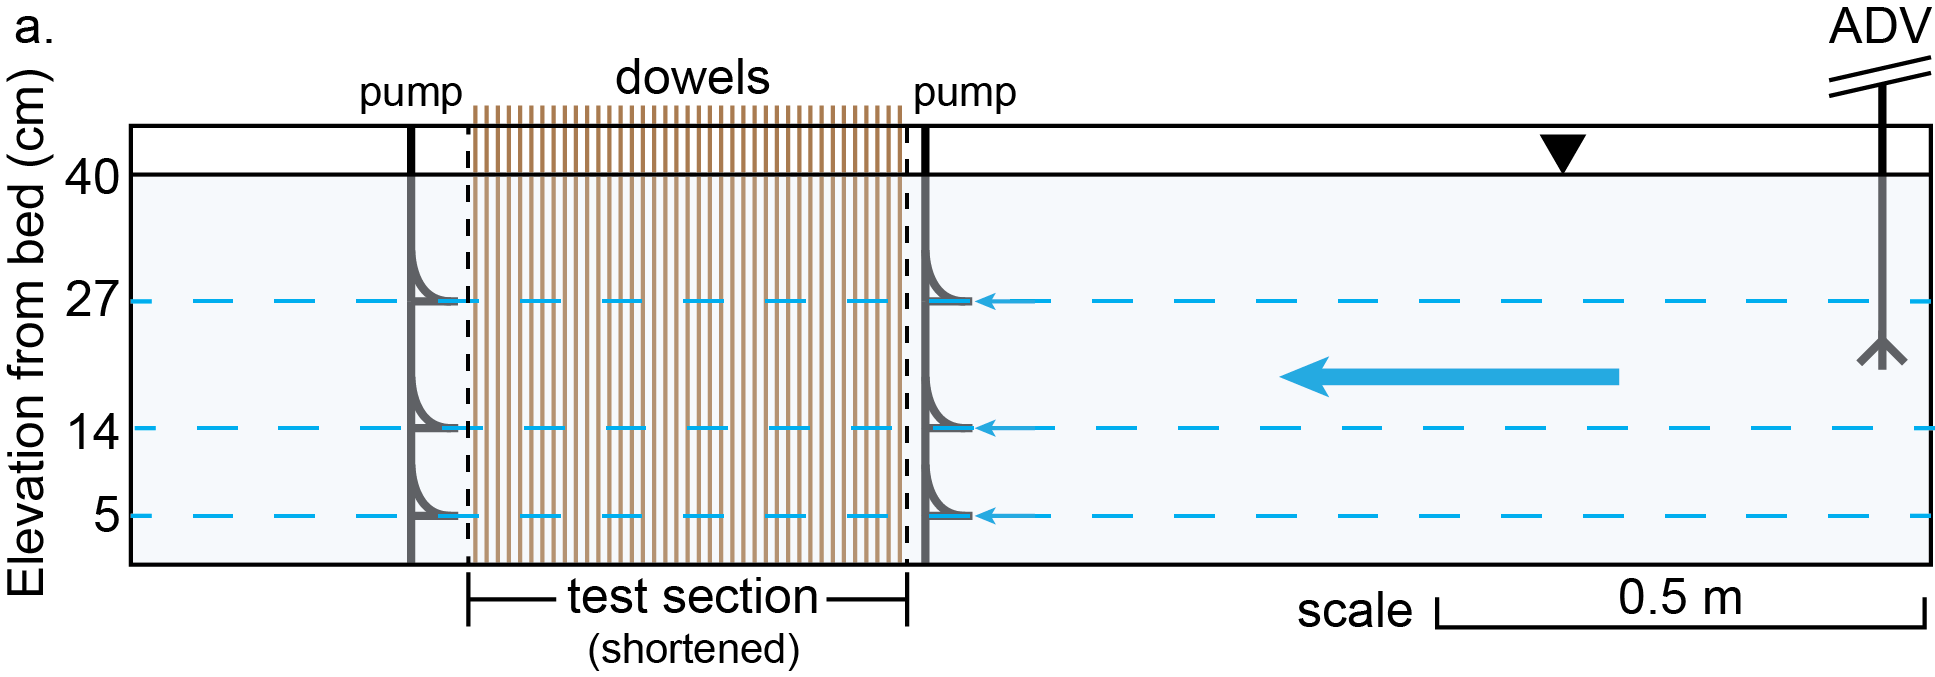 a.
ADV
dowels
pump
pump
Elevation from bed (cm)
40
27
14
5
test section
(shortened)
scale
0.5 m